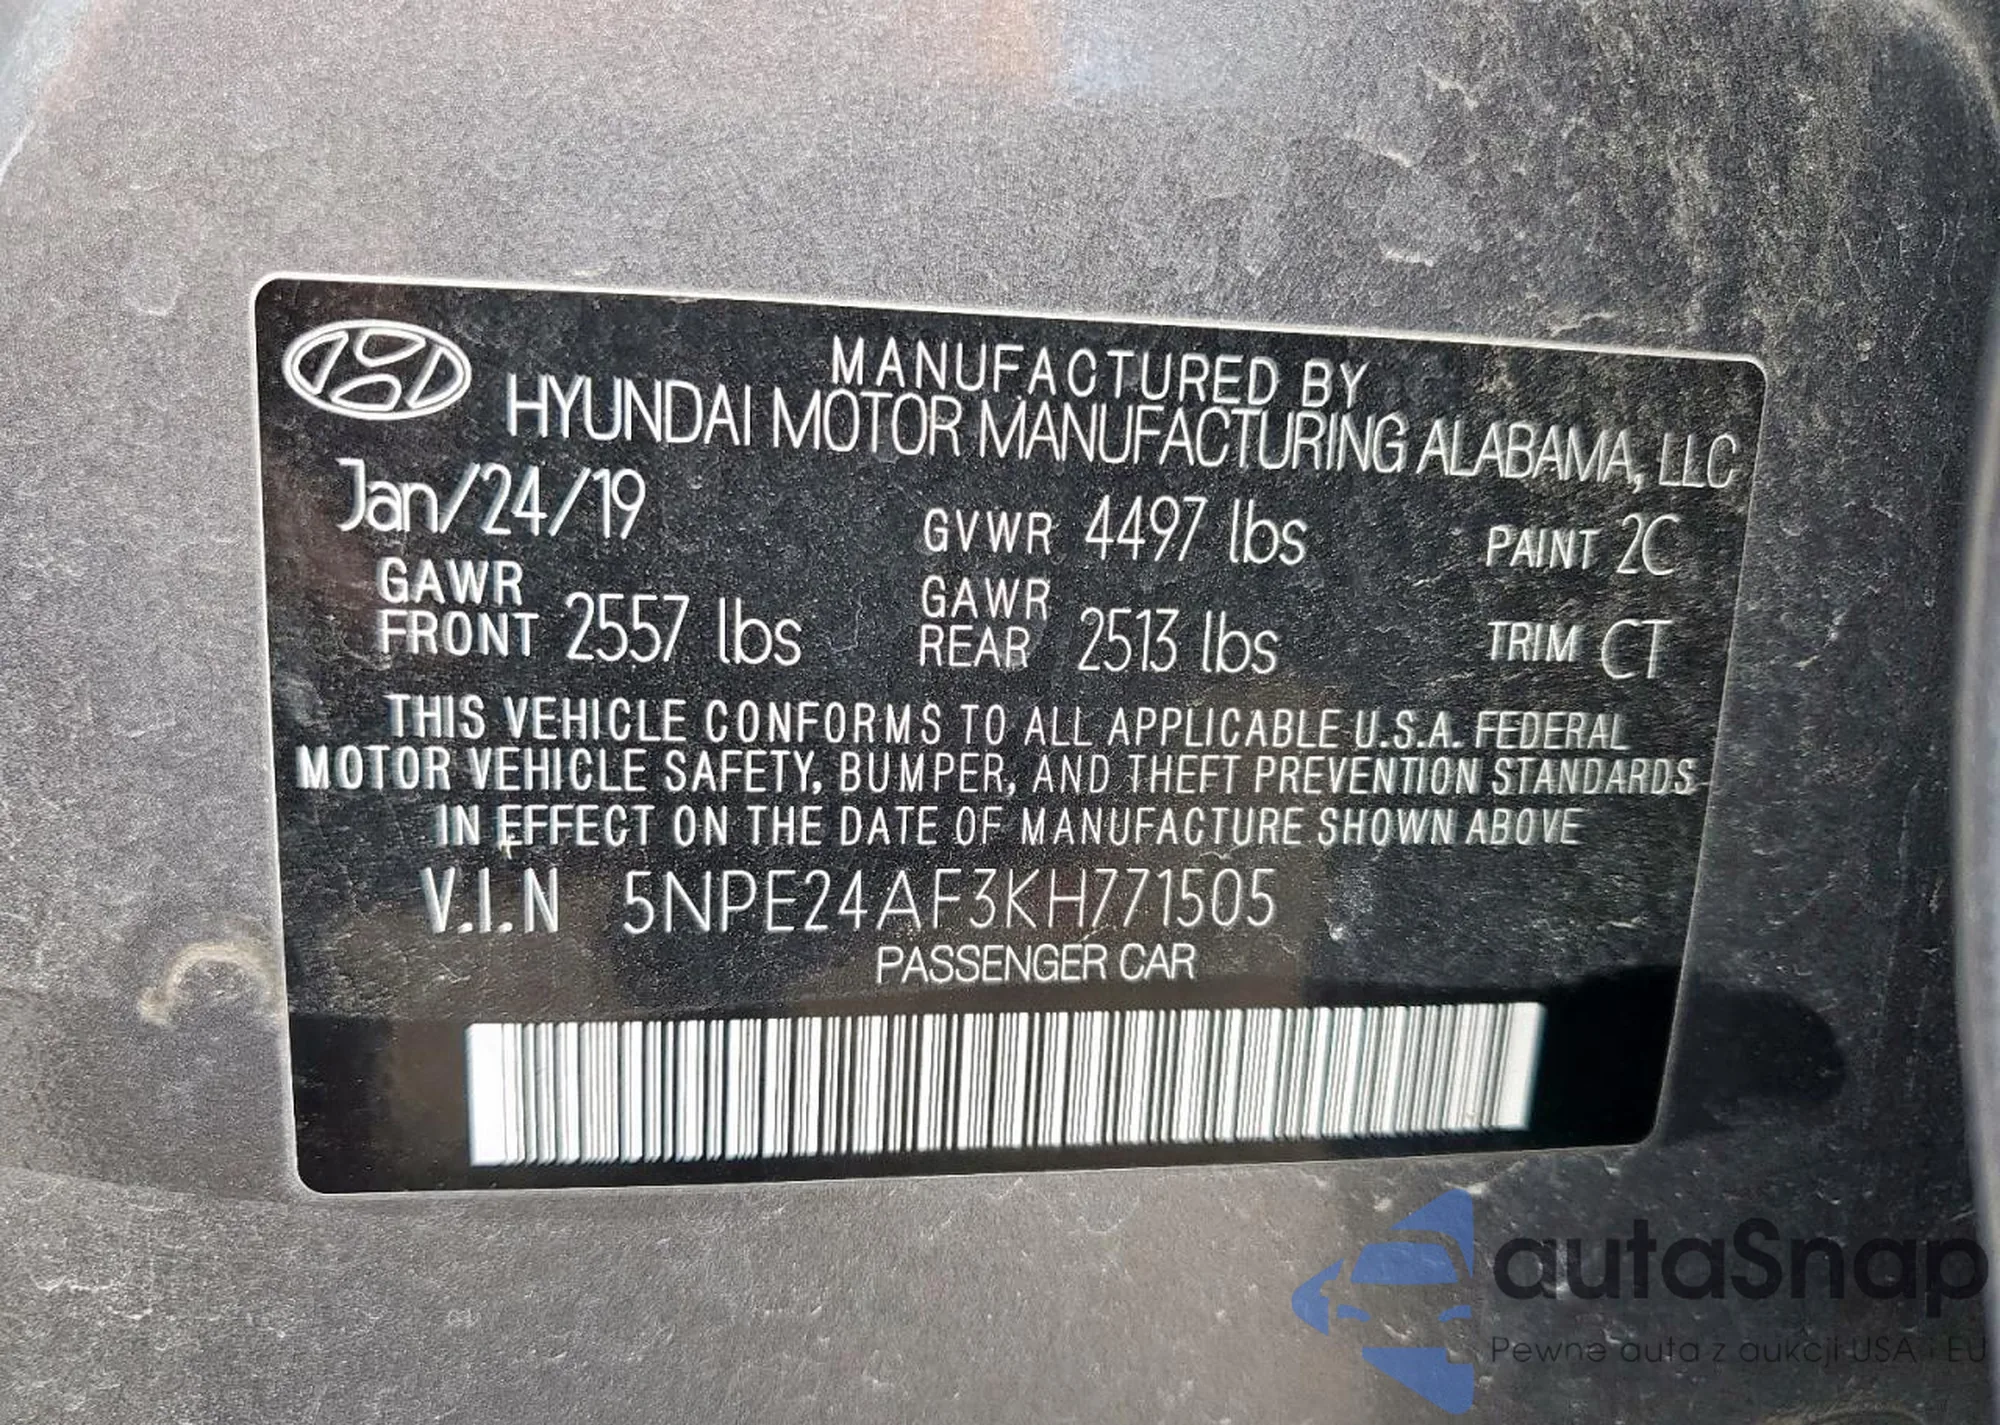 MANUFACTURED BY
HYUNDAI MOTOR MANUFACTURING ALABAMA, LLC
Jan/24/19 GVWR 4497 lbs PAINT 2C
GAWR FRONT 2557 lbs GAWR REAR 2513 lbs TRIM CT
THIS VEHICLE CONFORMS TO ALL APPLICABLE U.S.A. FEDERAL
MOTOR VEHICLE SAFETY, BUMPER, AND THEFT PREVENTION STANDARDS
IN EFFECT ON THE DATE OF MANUFACTURE SHOWN ABOVE
V.I.N 5NPE24AF3KH771505
PASSENGER CAR
autaSnap
Pewne auta z aukcji USA i EU